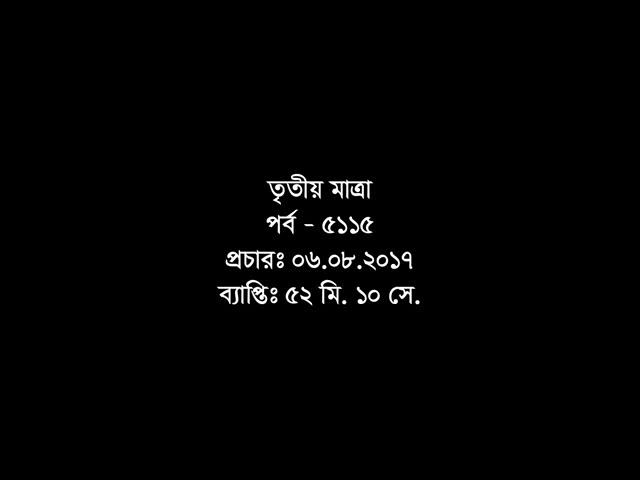 তৃতীয় মাত্রা
পর্ব - ৫১১৫
প্রচারঃ ০৬.০৮.২০১৭
ব্যাপ্তিঃ ৫২ মি. ১০ সে.